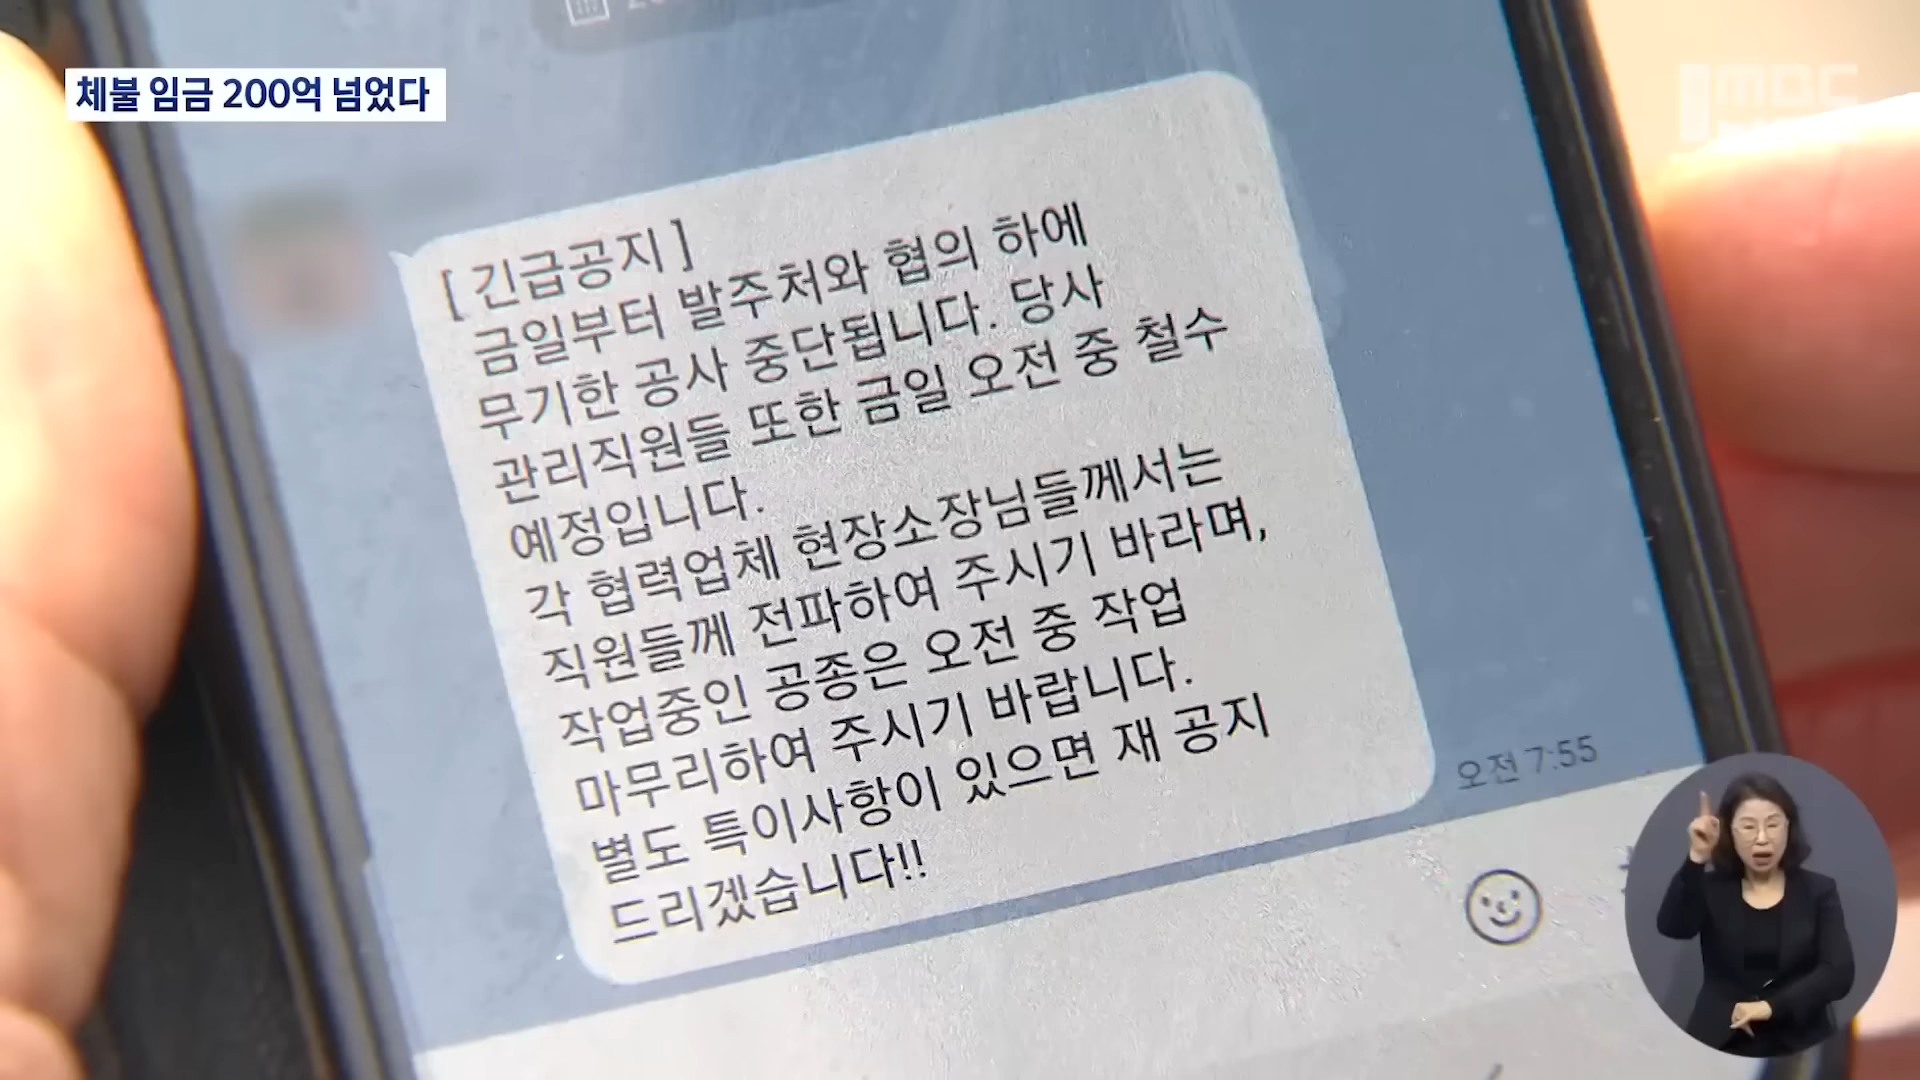 체불 임금 200억 넘었다
MBC
[ 긴급공지 ]
금일부터 발주처와 협의 하에
무기한 공사 중단됩니다. 당사
관리직원들 또한 금일 오전 중 철수
예정입니다.
각 협력업체 현장소장님들께서는
직원들께 전파하여 주시기 바라며,
작업중인 공종은 오전 중 작업
마무리하여 주시기 바랍니다.
별도 특이사항이 있으면 재 공지
드리겠습니다!!
오전 7:55